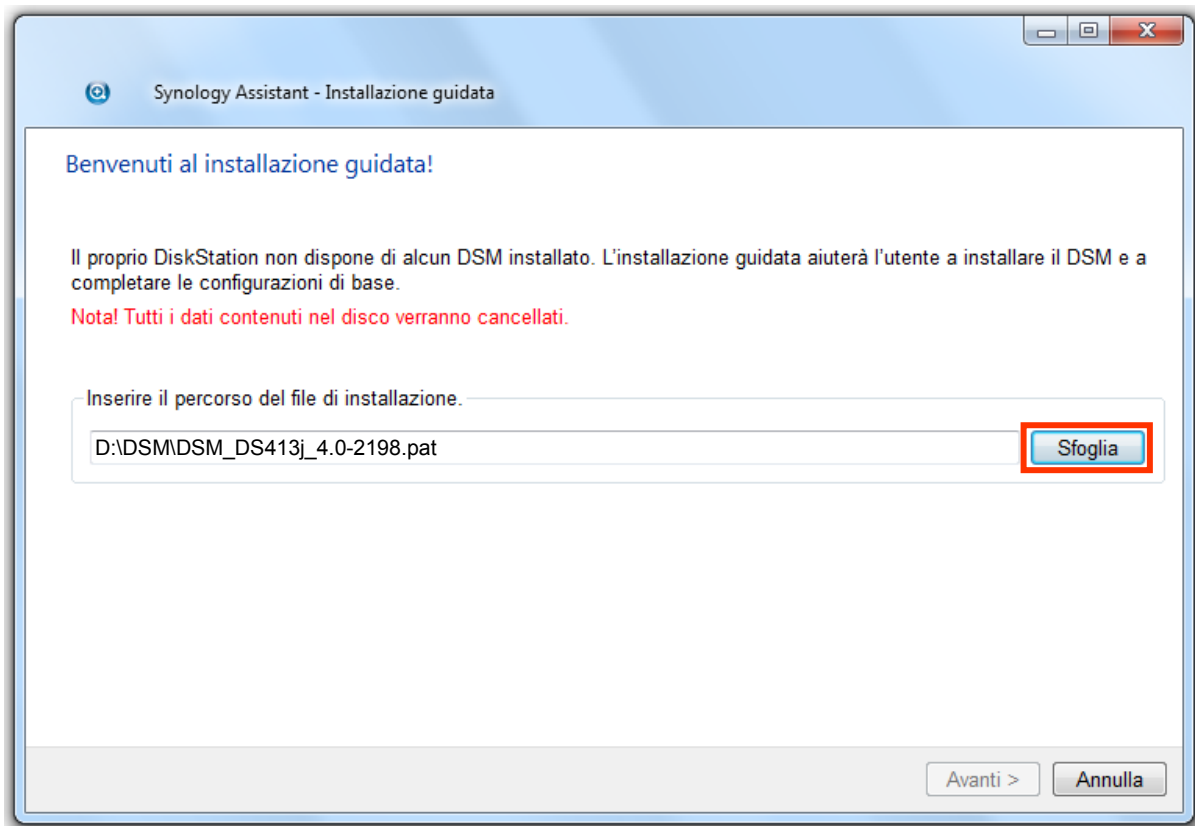 Synology Assistant - Installazione guidata
Benvenuti al installazione guidata!
Il proprio DiskStation non dispone di alcun DSM installato. L'installazione guidata aiuterà l'utente a installare il DSM e a
completare le configurazioni di base.
Nota! Tutti i dati contenuti nel disco verranno cancellati.
Inserire il percorso del file di installazione.
D:\DSM\DSM_DS413j_4.0-2198.pat
Sfoglia
Avanti >
Annulla